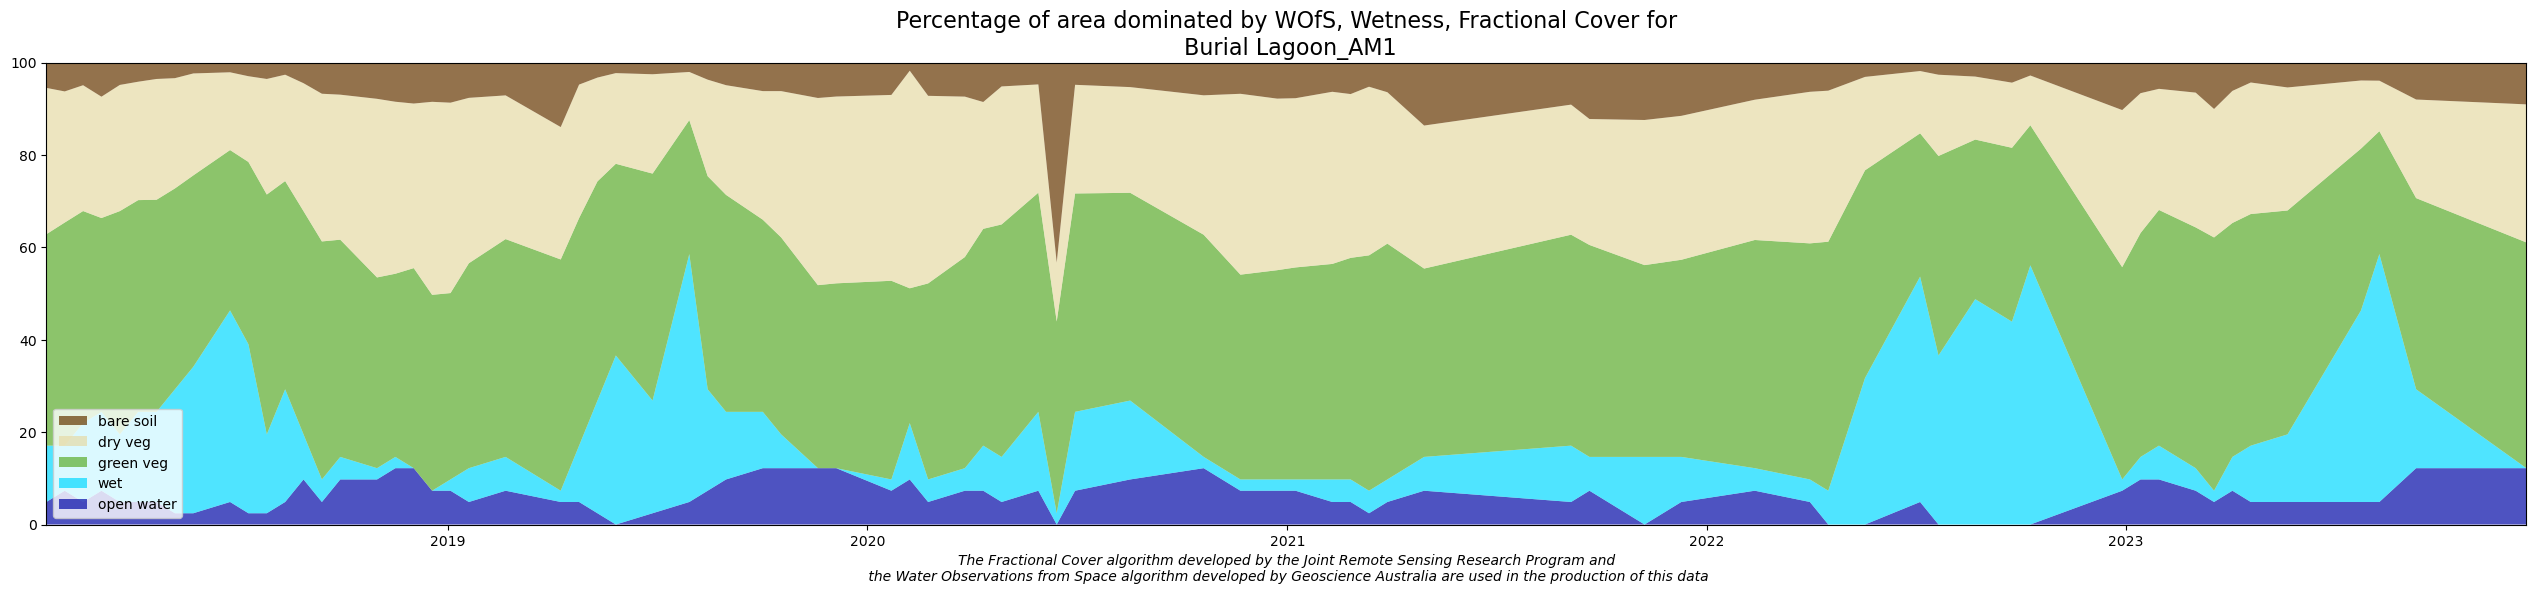 Percentage of area dominated by WOfS, Wetness, Fractional Cover for
Burial Lagoon_AM1
100
80
60
40
20
0
bare soil
dry veg
green veg
wet
open water
2019 2020 2021 2022 2023
The Fractional Cover algorithm developed by the Joint Remote Sensing Research Program and
the Water Observations from Space algorithm developed by Geoscience Australia are used in the production of this data